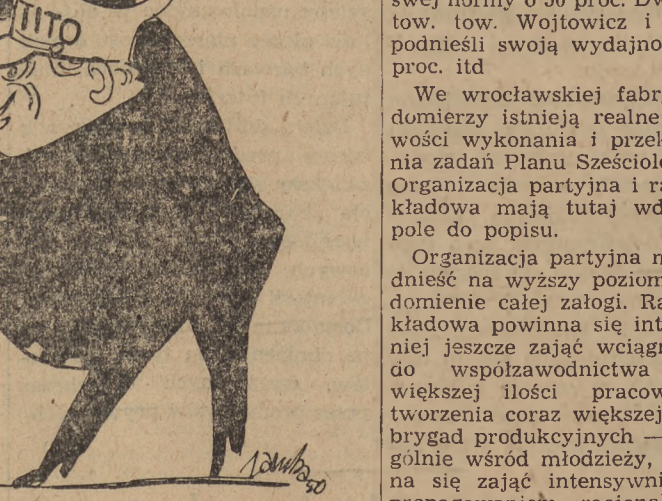 TITO
50
swej normy o 50 proc. Dw
tow. tow. Wojtowicz i
podnieśli swoją wydajno
proc. itd
We wrocławskiej fabr
domierzy istnieją realne
wości wykonania i przek
nia zadań Planu Sześciole
Organizacja partyjna i ra
kładowa mają tutaj wd
pole do popisu.
Organizacja partyjna n
dnieść na wyższy poziom
domienie całej załogi. Ra
kładowa powinna się int
niej jeszcze zająć wciągn
do współzawodnictwa
większej ilości pracow
tworzenia coraz większej
brygad produkcyjnych —
gólnie wśród młodzieży,
na się zająć intensywni